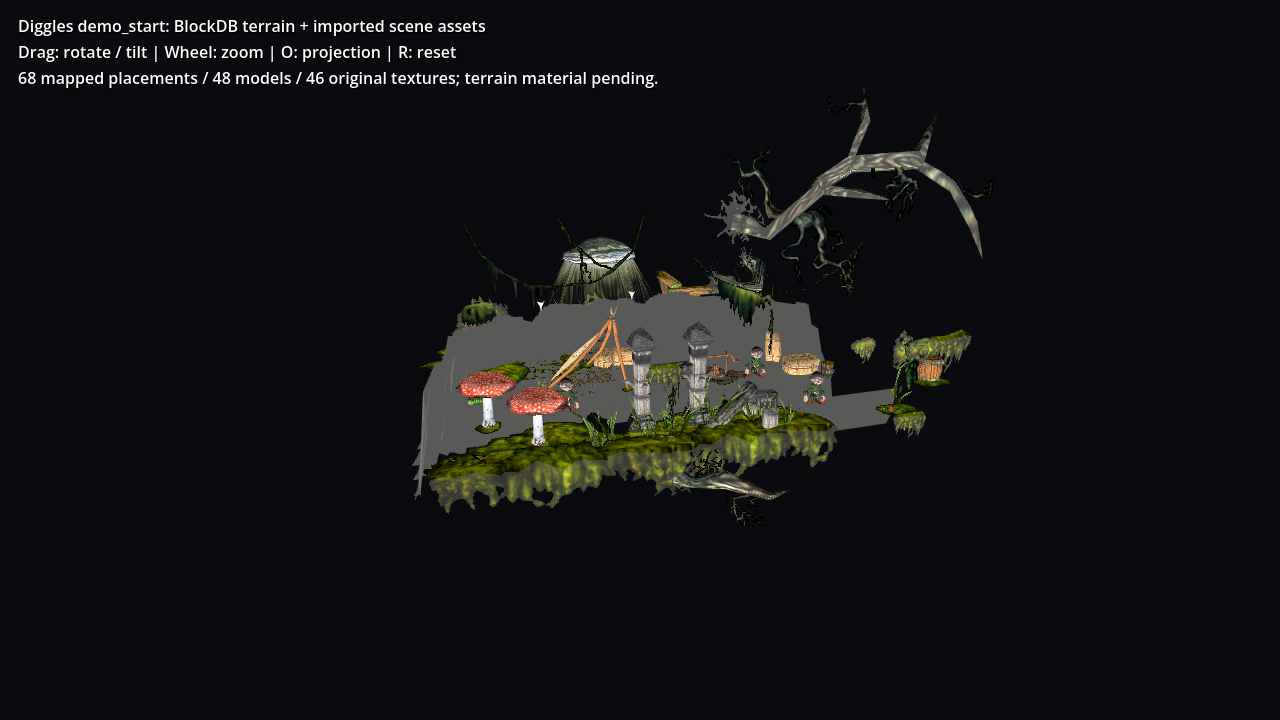 Diggles demo_start: BlockDB terrain + imported scene assets
Drag: rotate / tilt | Wheel: zoom | O: projection | R: reset
68 mapped placements / 48 models / 46 original textures; terrain material pending.